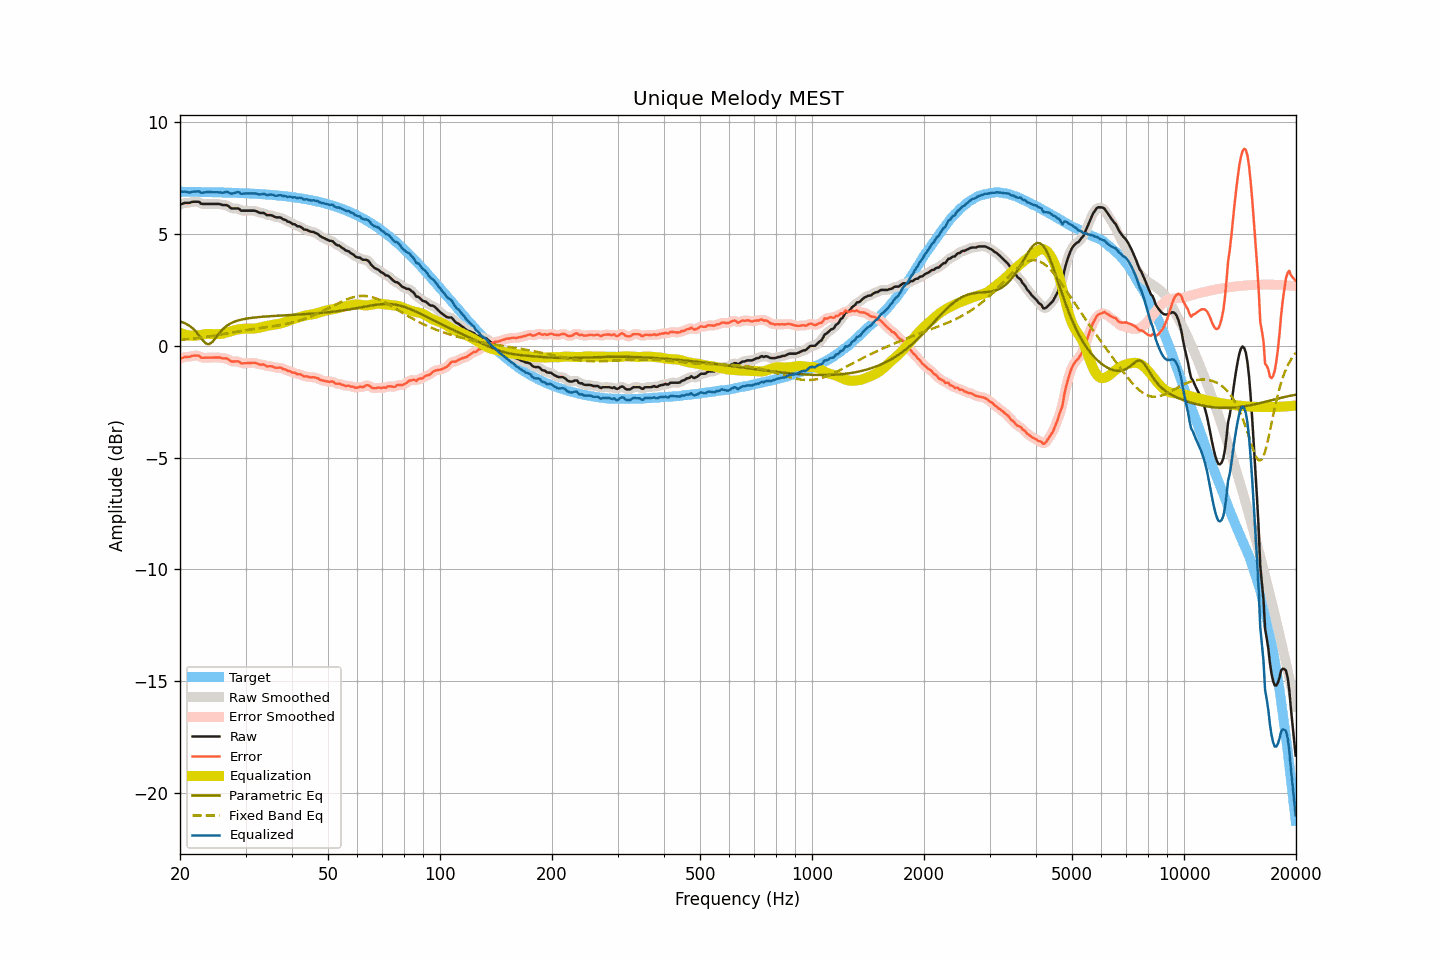 Unique Melody MEST
Amplitude (dBr)
10
5
0
−5
−10
−15
−20
Target
Raw Smoothed
Error Smoothed
Raw
Error
Equalization
Parametric Eq
Fixed Band Eq
Equalized
20 50 100 200 500 1000 2000 5000 10000 20000
Frequency (Hz)